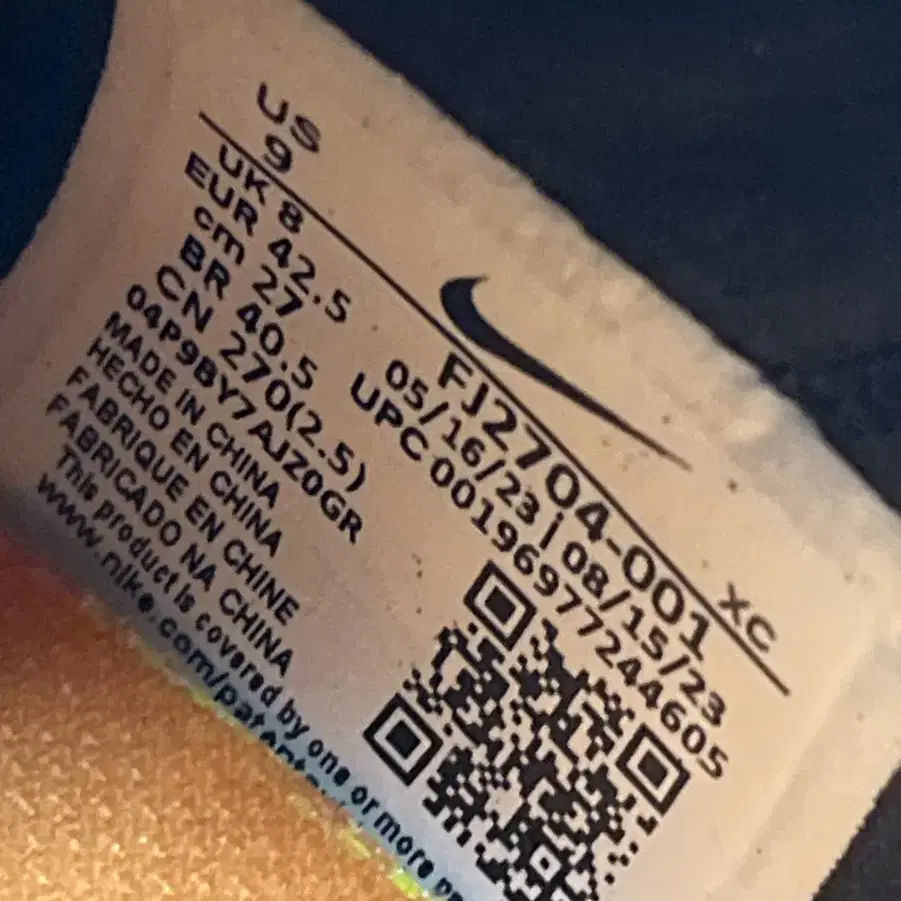 US
9
UK 8
EUR 42.5
cm 27
BR 40.5
CN 270(2.5)
04P9BY7AJZ0GR
MADE IN CHINA
HECHO EN CHINA
FABRIQUE EN CHINE
FABRICADO NA CHINA
This product is covered by one or more
www.nike.com/patents
XC
FJ2704-001
05/16/23 | 08/15/23
UPC 00196977244605